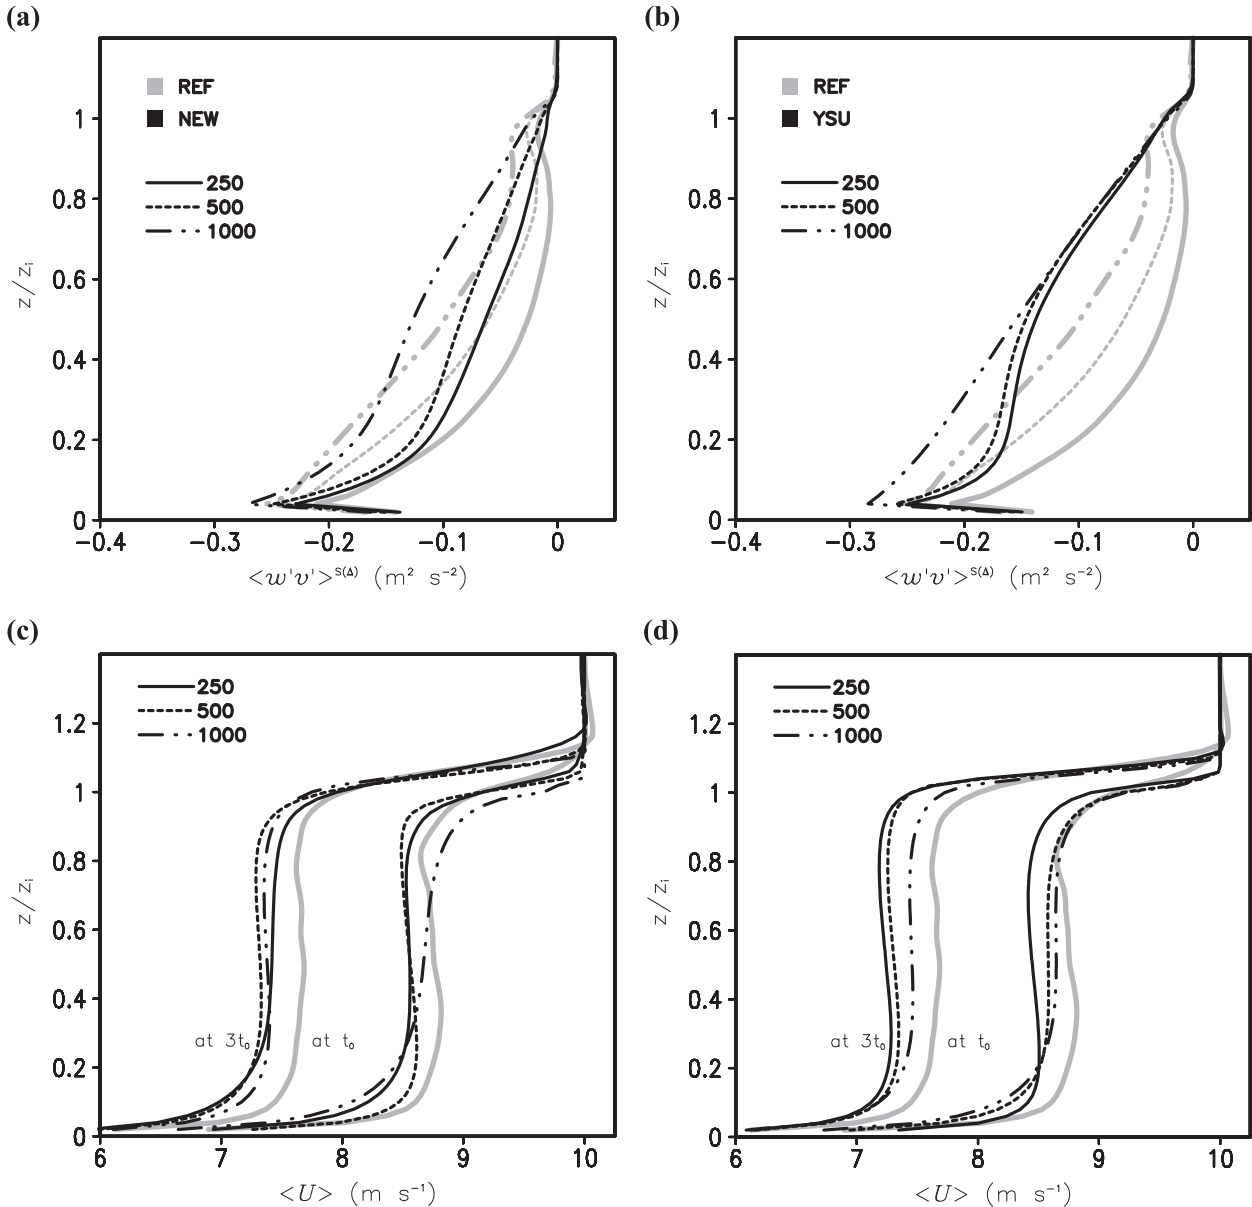 (a)
REF
NEW
250
500
1000
1
0.8
0.6
0.4
0.2
0
z/zᵢ
-0.4 -0.3 -0.2 -0.1 0
<w'v'>ˢ⁽Δ⁾ (m² s⁻²)
(b)
REF
YSU
250
500
1000
1
0.8
0.6
0.4
0.2
0
z/zᵢ
-0.4 -0.3 -0.2 -0.1 0
<w'v'>ˢ⁽Δ⁾ (m² s⁻²)
(c)
250
500
1000
1.2
1
0.8
0.6
0.4
0.2
0
z/zᵢ
at 3t₀ at t₀
6 7 8 9 10
<U> (m s⁻¹)
(d)
250
500
1000
1.2
1
0.8
0.6
0.4
0.2
0
z/zᵢ
at 3t₀ at t₀
6 7 8 9 10
<U> (m s⁻¹)